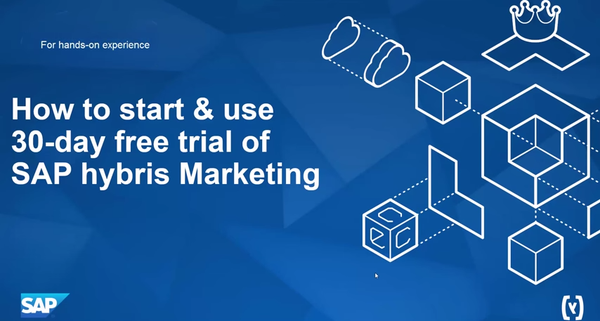 For hands-on experience
How to start & use
30-day free trial of
SAP hybris Marketing
C
e c
SAP
(y)